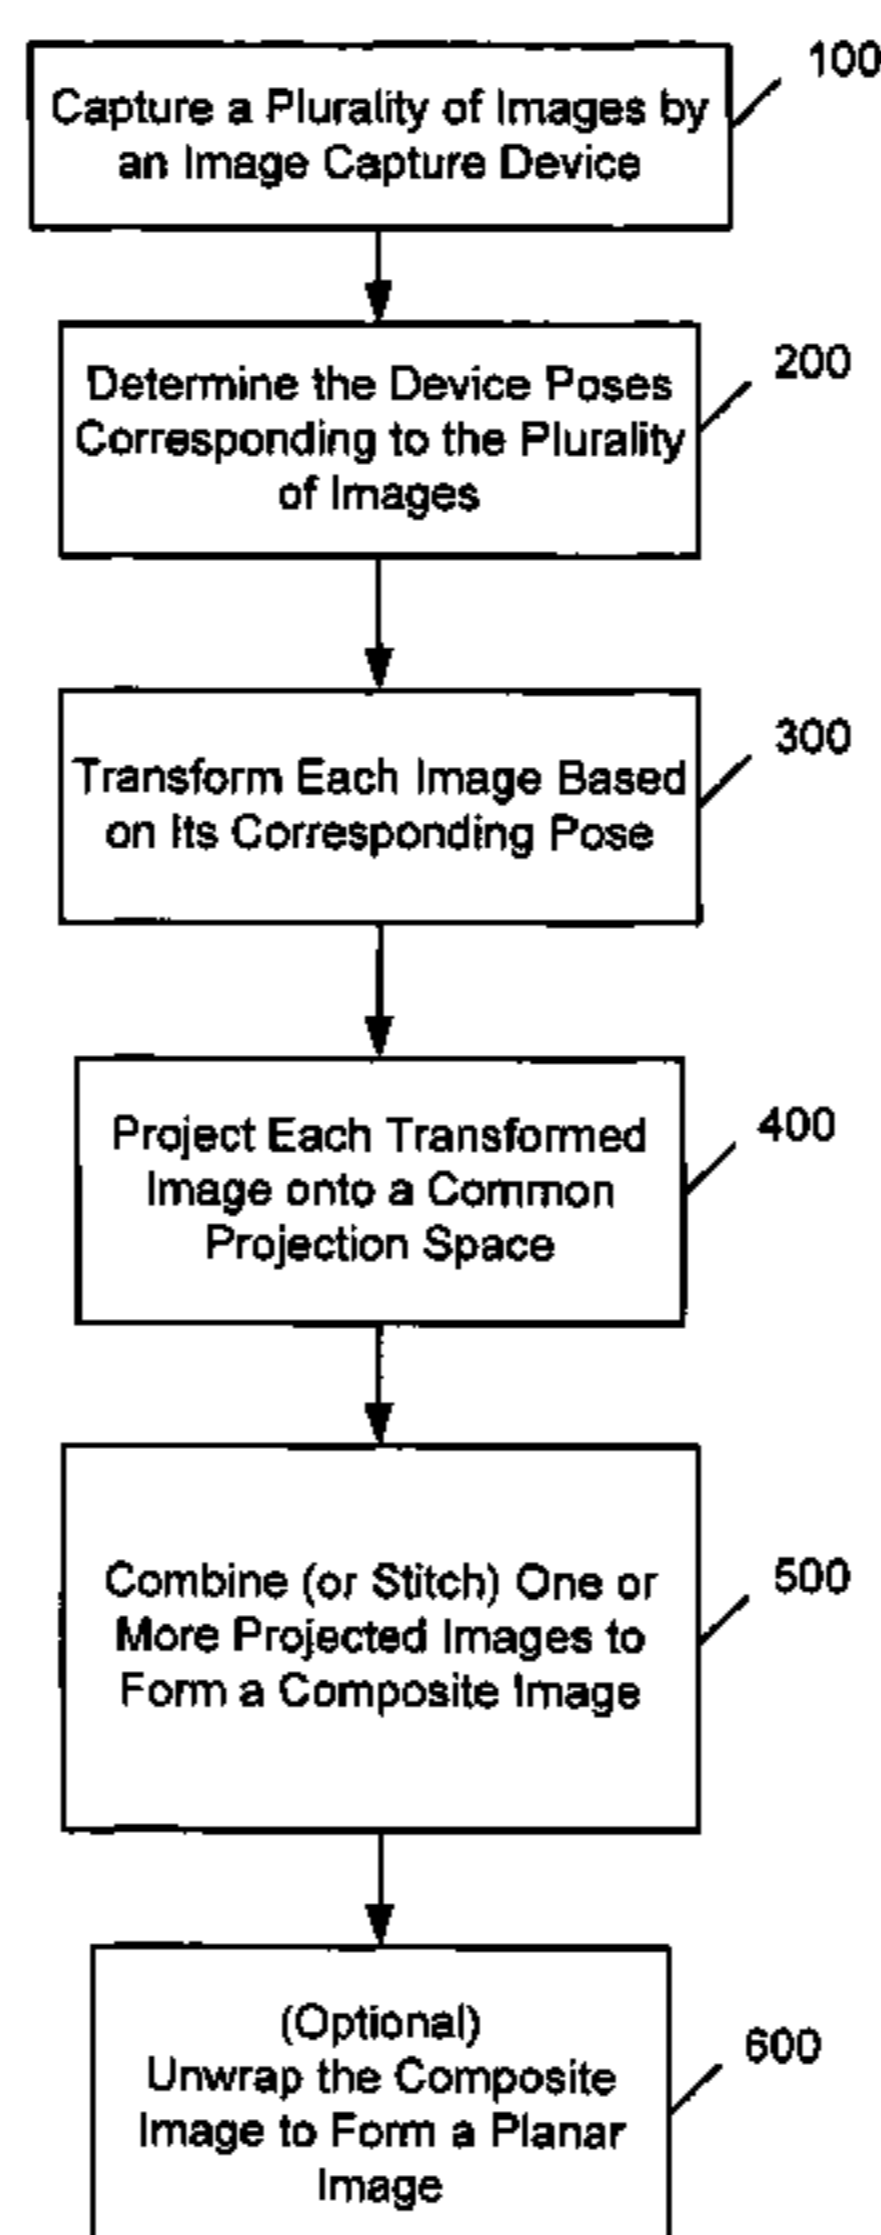 100
Capture a Plurality of Images by
an Image Capture Device
200
Determine the Device Poses
Corresponding to the Plurality
of Images
300
Transform Each Image Based
on Its Corresponding Pose
400
Project Each Transformed
Image onto a Common
Projection Space
500
Combine (or Stitch) One or
More Projected Images to
Form a Composite Image
600
(Optional)
Unwrap the Composite
Image to Form a Planar
Image